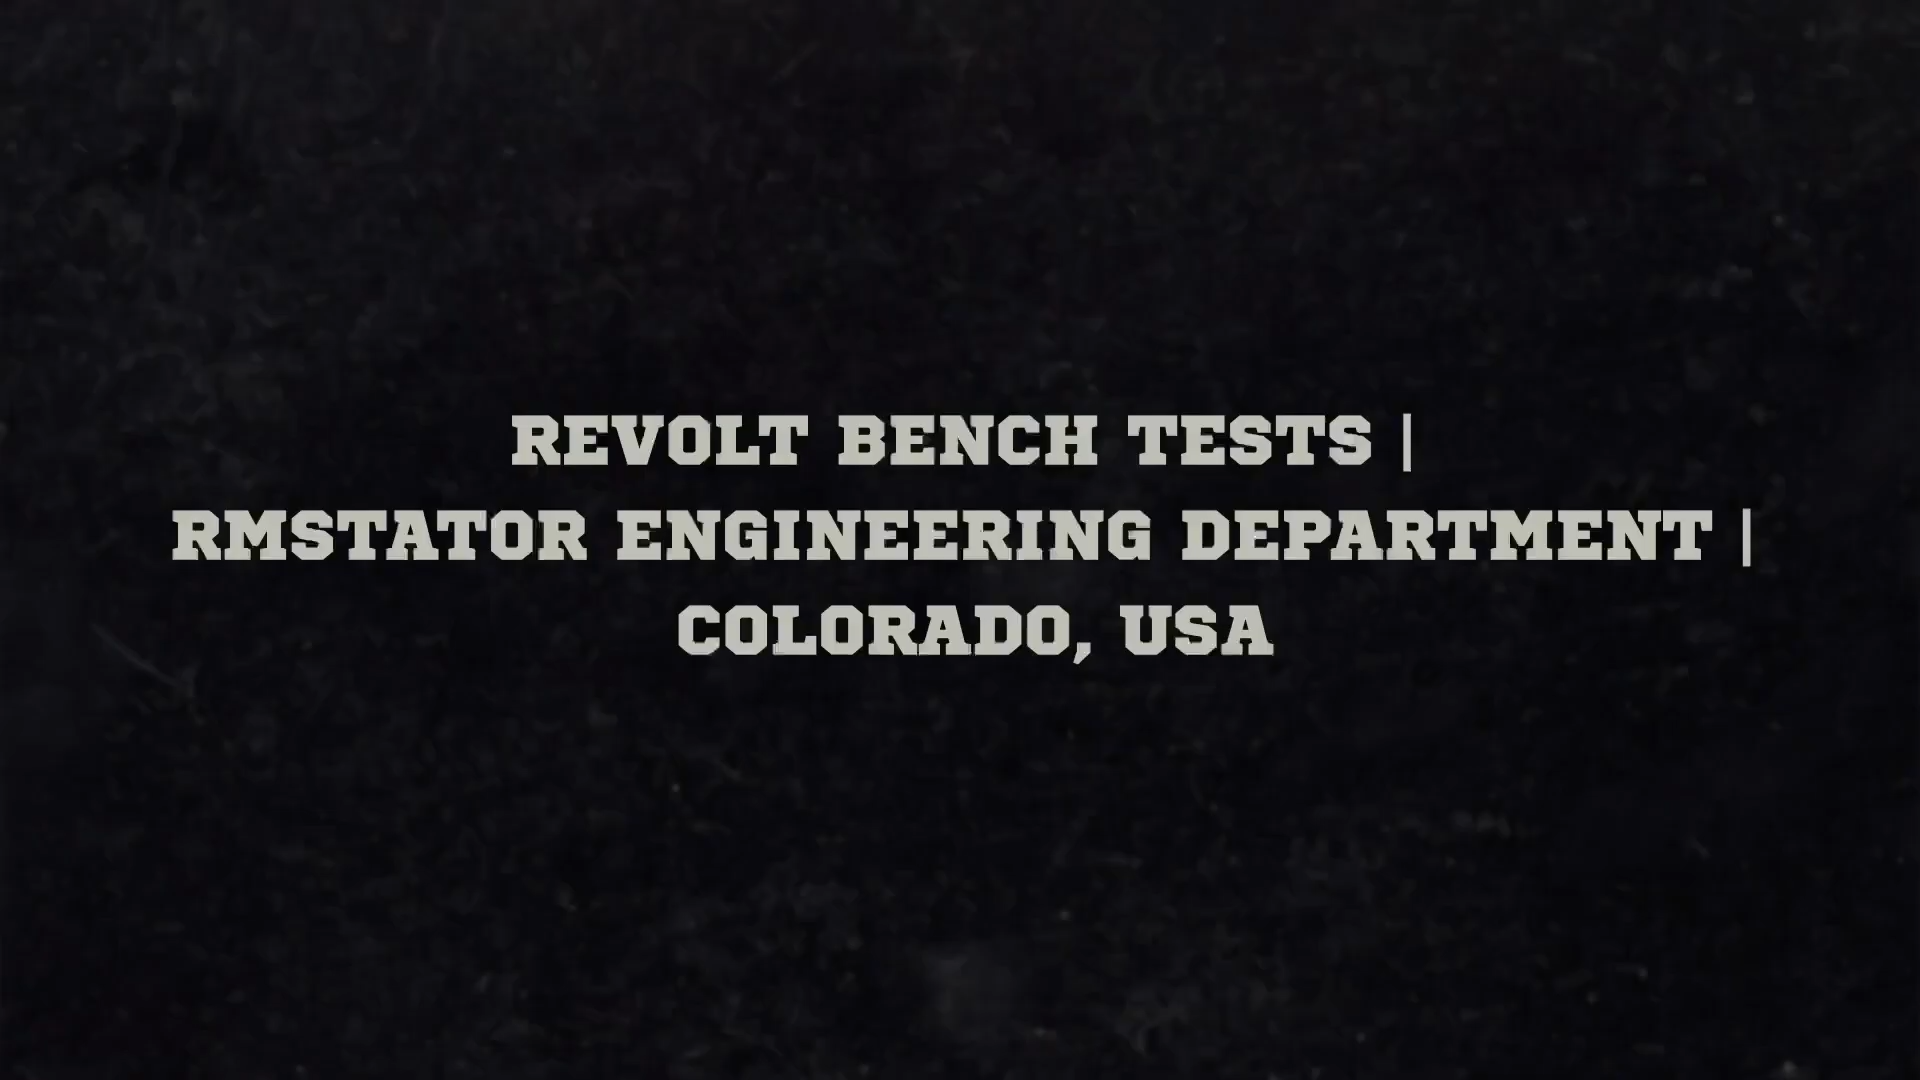 REVOLT BENCH TESTS |
RMSTATOR ENGINEERING DEPARTMENT |
COLORADO, USA